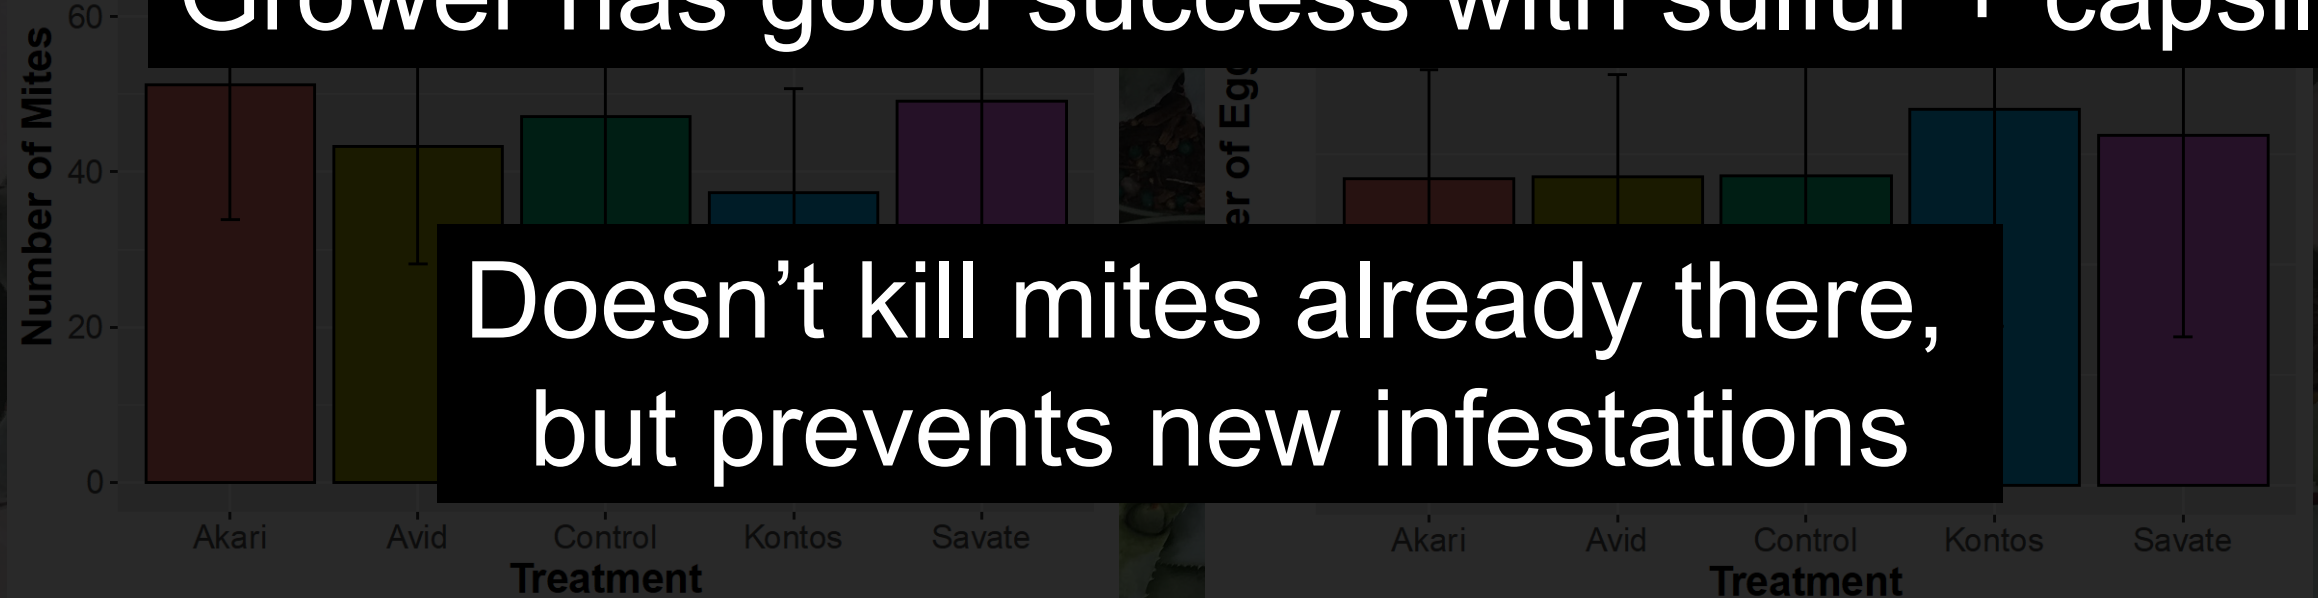 Grower has good success with sulfur +
60
40
20
0
Number of Mites
Akari Avid Control Kontos Savate
Treatment
Doesn’t kill mites already there,
but prevents new infestations
of
Akari Avid Control Kontos Savate
Treatment